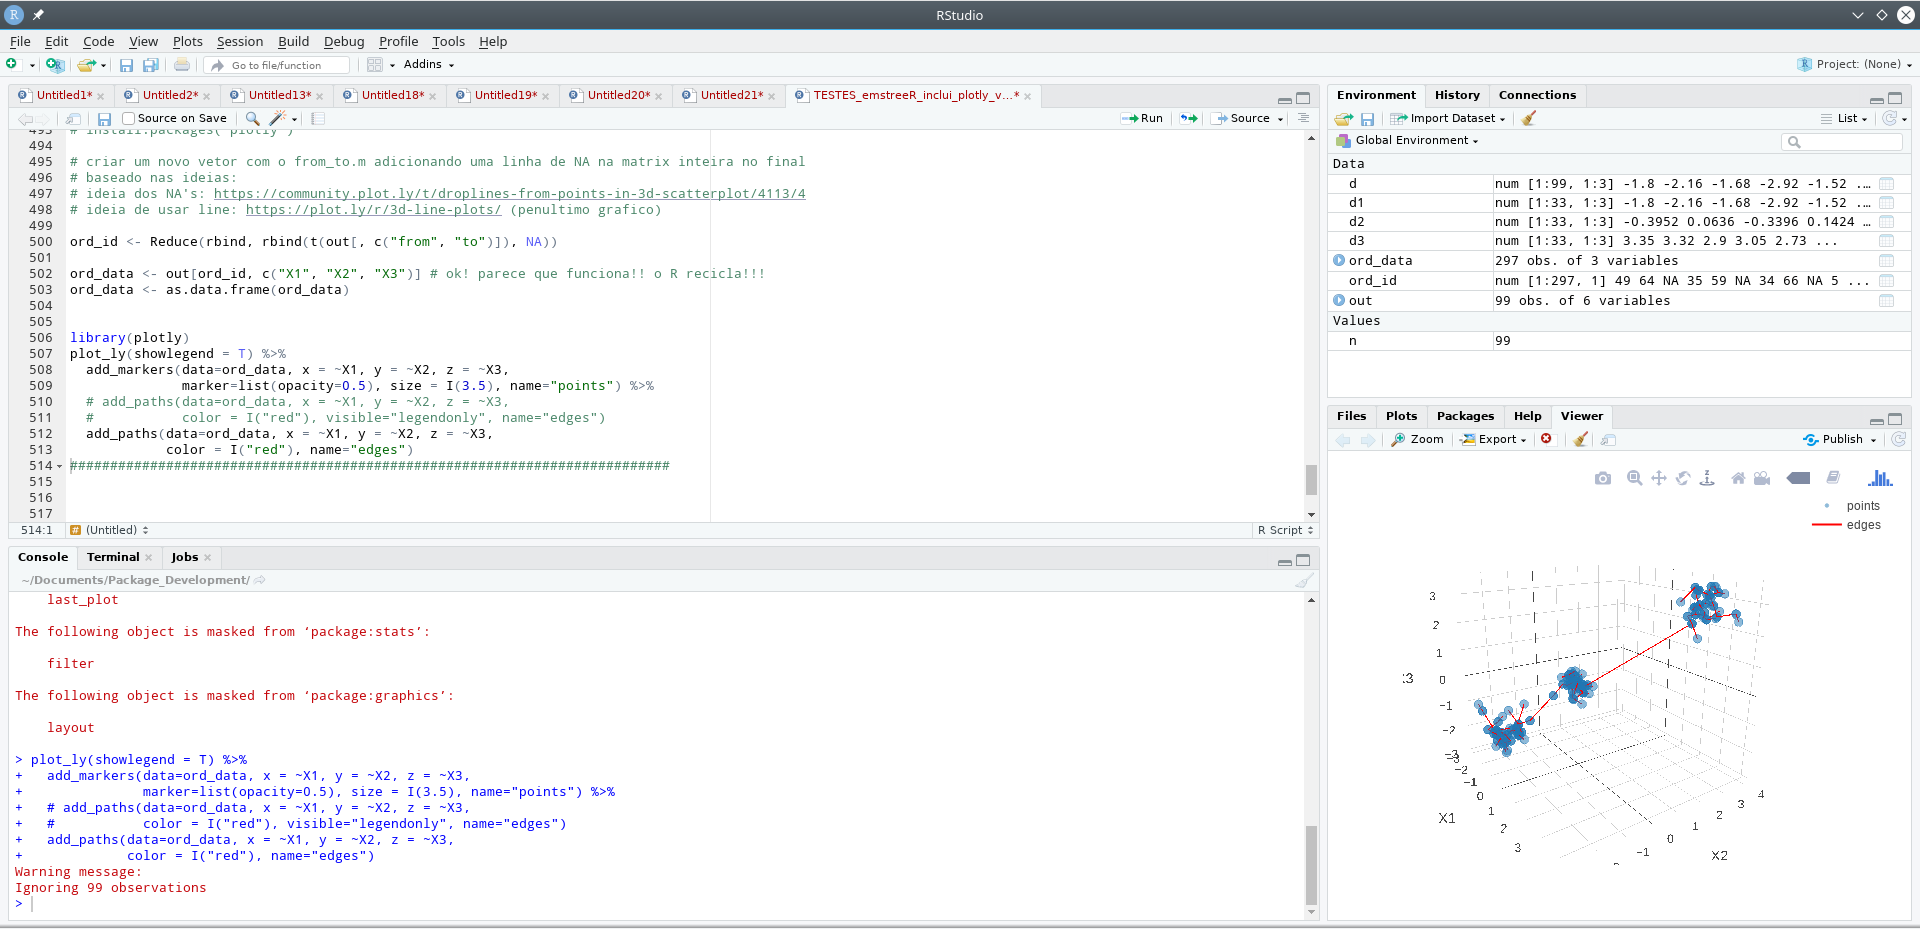 RStudio
File Edit Code View Plots Session Build Debug Profile Tools Help
Go to file/function Addins Project: (None)
Untitled1* Untitled2* Untitled13* Untitled18* Untitled19* Untitled20* Untitled21* TESTES_emstreeR_inclui_plotly_v...*
Source on Save Run Source
493 # install.packages("plotly")
494
495 # criar um novo vetor com o from_to.m adicionando uma linha de NA na matrix inteira no final
496 # baseado nas ideias:
497 # ideia dos NA's: https://community.plot.ly/t/droplines-from-points-in-3d-scatterplot/4113/4
498 # ideia de usar line: https://plot.ly/r/3d-line-plots/ (penultimo grafico)
499
500 ord_id <- Reduce(rbind, rbind(t(out[, c("from", "to")]), NA))
501
502 ord_data <- out[ord_id, c("X1", "X2", "X3")] # ok! parece que funciona!! o R recicla!!!
503 ord_data <- as.data.frame(ord_data)
504
505
506 library(plotly)
507 plot_ly(showlegend = T) %>%
508   add_markers(data=ord_data, x = ~X1, y = ~X2, z = ~X3,
509               marker=list(opacity=0.5), size = I(3.5), name="points") %>%
510   # add_paths(data=ord_data, x = ~X1, y = ~X2, z = ~X3,
511   #           color = I("red"), visible="legendonly", name="edges")
512   add_paths(data=ord_data, x = ~X1, y = ~X2, z = ~X3,
513             color = I("red"), name="edges")
514 ###########################################################################
515
516
517
514:1 # (Untitled) R Script
Console Terminal Jobs
~/Documents/Package_Development/
last_plot
The following object is masked from ‘package:stats’:
filter
The following object is masked from ‘package:graphics’:
layout
> plot_ly(showlegend = T) %>%
+   add_markers(data=ord_data, x = ~X1, y = ~X2, z = ~X3,
+               marker=list(opacity=0.5), size = I(3.5), name="points") %>%
+   # add_paths(data=ord_data, x = ~X1, y = ~X2, z = ~X3,
+   #           color = I("red"), visible="legendonly", name="edges")
+   add_paths(data=ord_data, x = ~X1, y = ~X2, z = ~X3,
+             color = I("red"), name="edges")
Warning message:
Ignoring 99 observations
>
Environment History Connections
Import Dataset List
Global Environment
Data
d num [1:99, 1:3] -1.8 -2.16 -1.68 -2.92 -1.52 ...
d1 num [1:33, 1:3] -1.8 -2.16 -1.68 -2.92 -1.52 ...
d2 num [1:33, 1:3] -0.3952 0.0636 -0.3396 0.1424 ...
d3 num [1:33, 1:3] 3.35 3.32 2.9 3.05 2.73 ...
ord_data 297 obs. of 3 variables
ord_id num [1:297, 1] 49 64 NA 35 59 NA 34 66 NA 5 ...
out 99 obs. of 6 variables
Values
n 99
Files Plots Packages Help Viewer
Zoom Export Publish
points
edges
3
2
1
:3 0
−1
−2
−3
−3
−2
−1
0
1
2
3
X1
4
3
2
1
0
−1
X2